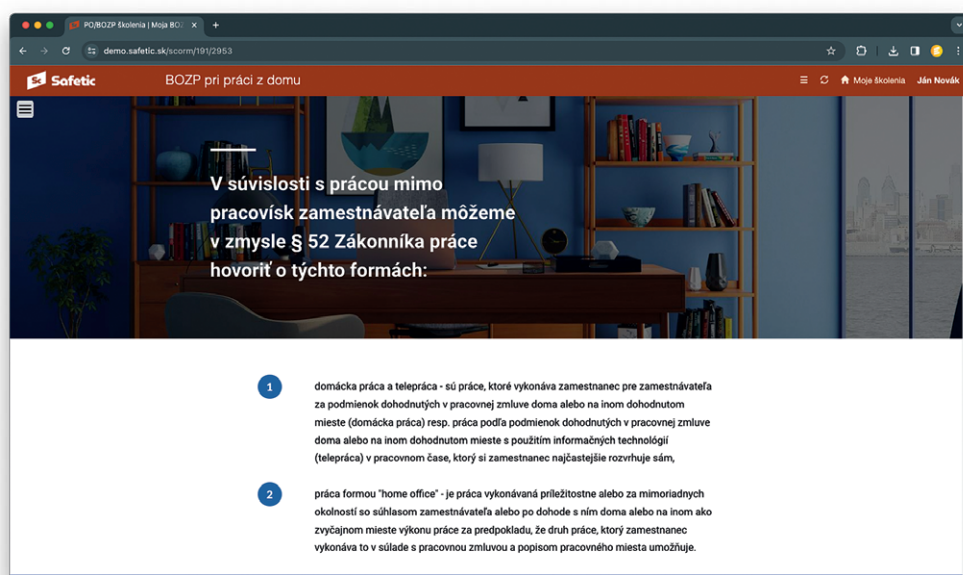 PO/BOZP školenia | Moja BOZ
demo.safetic.sk/scorm/191/2953
Safetic
BOZP pri práci z domu
Moje školenia
Ján Novák
V súvislosti s prácou mimo
pracovísk zamestnávateľa môžeme
v zmysle § 52 Zákonníka práce
hovoriť o týchto formách:
1
domácka práca a telepráca - sú práce, ktoré vykonáva zamestnanec pre zamestnávateľa
za podmienok dohodnutých v pracovnej zmluve doma alebo na inom dohodnutom
mieste (domácka práca) resp. práca podľa podmienok dohodnutých v pracovnej zmluve
doma alebo na inom dohodnutom mieste s použitím informačných technológií
(telepráca) v pracovnom čase, ktorý si zamestnanec najčastejšie rozvrhuje sám,
2
práca formou "home office" - je práca vykonávaná príležitostne alebo za mimoriadnych
okolností so súhlasom zamestnávateľa alebo po dohode s ním doma alebo na inom ako
zvyčajnom mieste výkonu práce za predpokladu, že druh práce, ktorý zamestnanec
vykonáva to v súlade s pracovnou zmluvou a popisom pracovného miesta umožňuje.